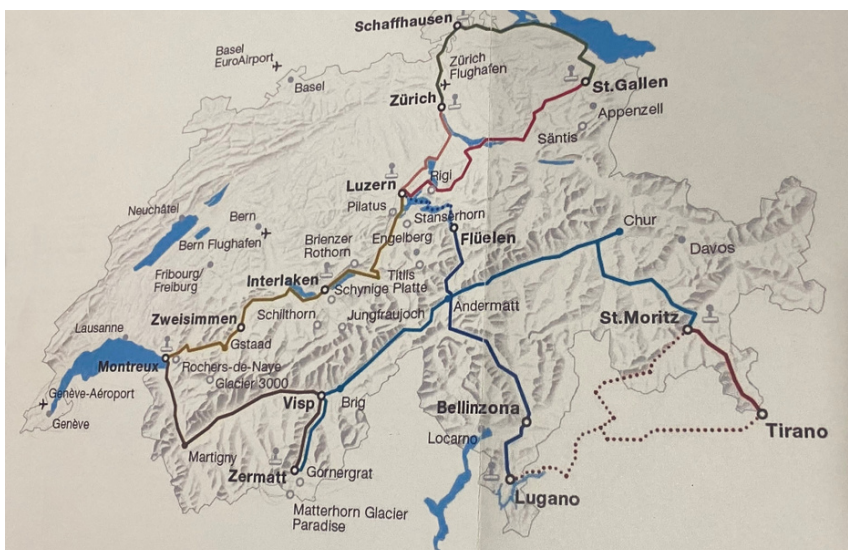 Schaffhausen
Basel
EuroAirport
Basel
Zürich
Flughafen
Zürich
St.Gallen
Appenzell
Säntis
Luzern
Rigi
Pilatus
Neuchâtel
Bern
Stanserhorn
Chur
Bern Flughafen
Brienzer
Rothorn
Engelberg
Flüelen
Davos
Fribourg/
Freiburg
Titlis
Interlaken
Schynige Platte
Andermatt
Zweisimmen
Schilthorn
Jungfraujoch
St.Moritz
Lausanne
Gstaad
Montreux
Rochers-de-Naye
Glacier 3000
Genève-Aéroport
Visp
Brig
Bellinzona
Genève
Tirano
Locarno
Martigny
Zermatt
Gornergrat
Lugano
Matterhorn Glacier
Paradise